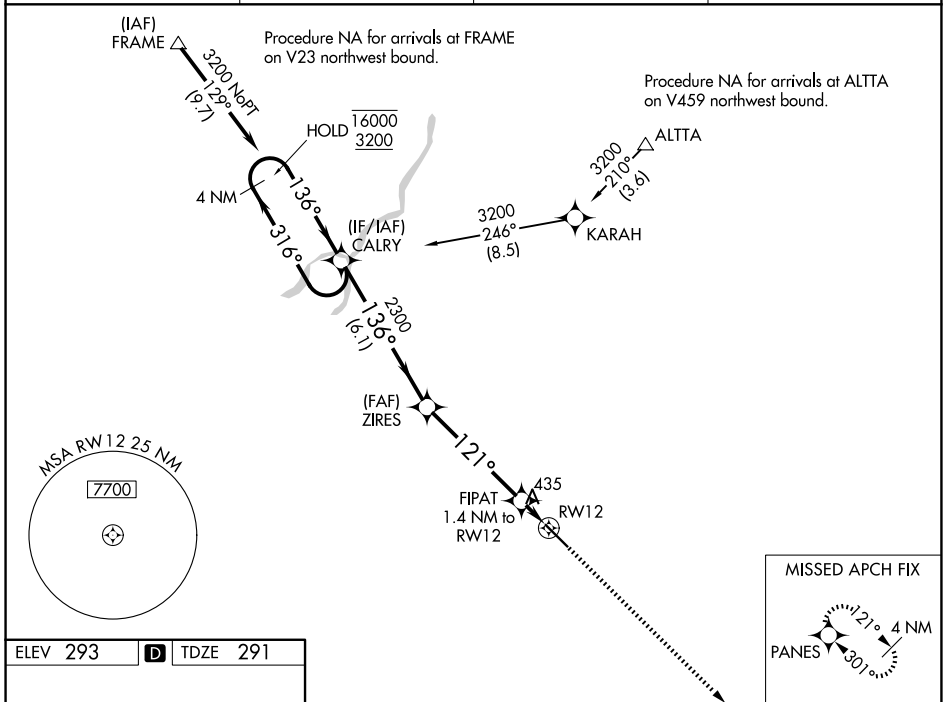 (IAF)
FRAME
Procedure NA for arrivals at FRAME
on V23 northwest bound.
3200 NoPT
129°
(9.7)
Procedure NA for arrivals at ALTTA
on V459 northwest bound.
HOLD 16000
3200
ALTTA
3200
210°
(3.6)
4 NM
136°
316°
(IF/IAF)
CALRY
3200
246°
(8.5)
KARAH
2300
136°
(6.1)
(FAF)
ZIRES
121°
MSA RW12 25 NM
7700
FIPAT
1.4 NM to
RW12
435
RW12
MISSED APCH FIX
121°
4 NM
PANES
301°
ELEV 293 D TDZE 291